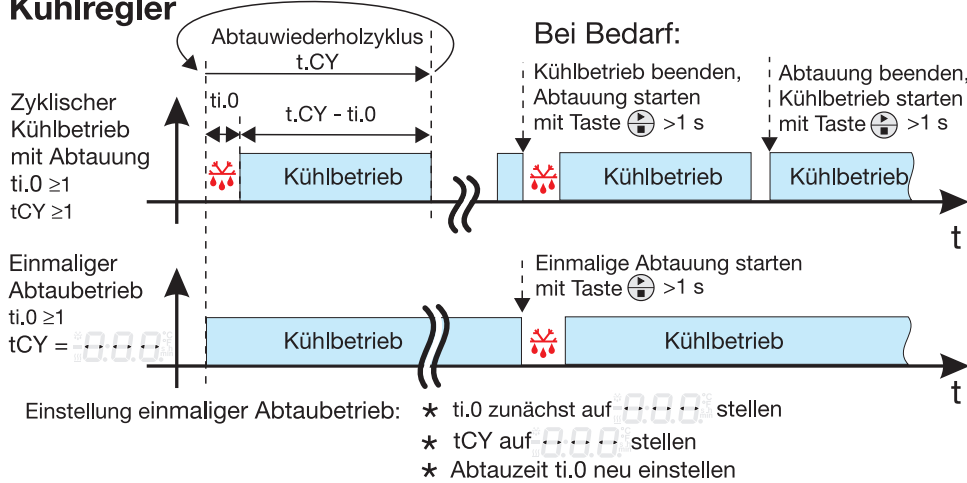 Kühlregler
Abtauwiederholzyklus
t.CY
Bei Bedarf:
Kühlbetrieb beenden,
Abtauung starten
mit Taste >1 s
Abtauung beenden,
Kühlbetrieb starten
mit Taste >1 s
Zyklischer
Kühlbetrieb
mit Abtauung
ti.0 ≥1
tCY ≥1
ti.0
t.CY - ti.0
Kühlbetrieb
Kühlbetrieb
Kühlbetrieb
t
Einmaliger
Abtaubetrieb
ti.0 ≥1
tCY = - - -
Einmalige Abtauung starten
mit Taste >1 s
Kühlbetrieb
Kühlbetrieb
t
Einstellung einmaliger Abtaubetrieb:
* ti.0 zunächst auf - - - stellen
* tCY auf - - - stellen
* Abtauzeit ti.0 neu einstellen